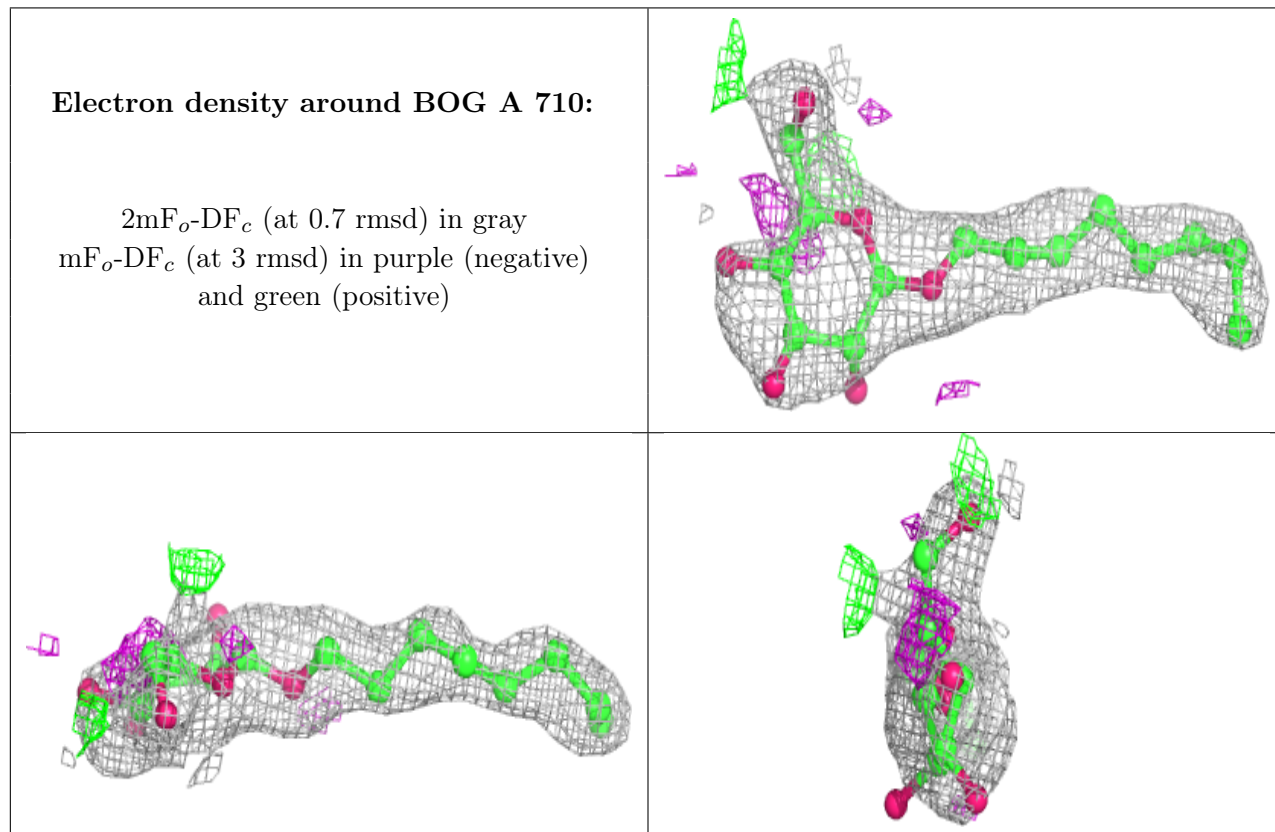 Electron density around BOG A 710:
2mFo-DFc (at 0.7 rmsd) in gray
mFo-DFc (at 3 rmsd) in purple (negative)
and green (positive)